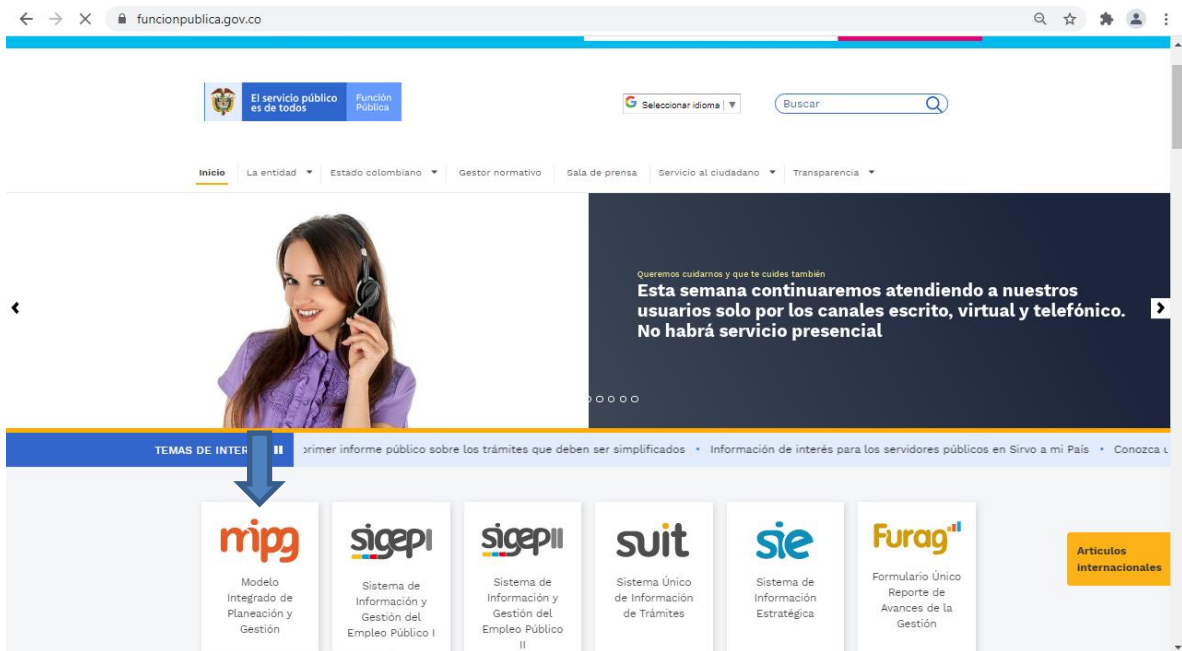 funcionpublica.gov.co
El servicio público
es de todos
Función
Pública
G Seleccionar idioma ▼
Buscar
Inicio
La entidad
Estado colombiano
Gestor normativo
Sala de prensa
Servicio al ciudadano
Transparencia
Queremos cuidarnos y que te cuides también
Esta semana continuaremos atendiendo a nuestros
usuarios solo por los canales escrito, virtual y telefónico.
No habrá servicio presencial
TEMAS DE INTER
primer informe público sobre los trámites que deben ser simplificados • Información de interés para los servidores públicos en Sirvo a mi País • Conozca
mipg
Modelo
Integrado de
Planeación y
Gestión
sigepI
Sistema de
Información y
Gestión del
Empleo Público I
sigepII
Sistema de
Información y
Gestión del
Empleo Público
II
suit
Sistema Único
de Información
de Trámites
sie
Sistema de
Información
Estratégica
Furag
Formulario Único
Reporte de
Avances de la
Gestión
Artículos
internacionales